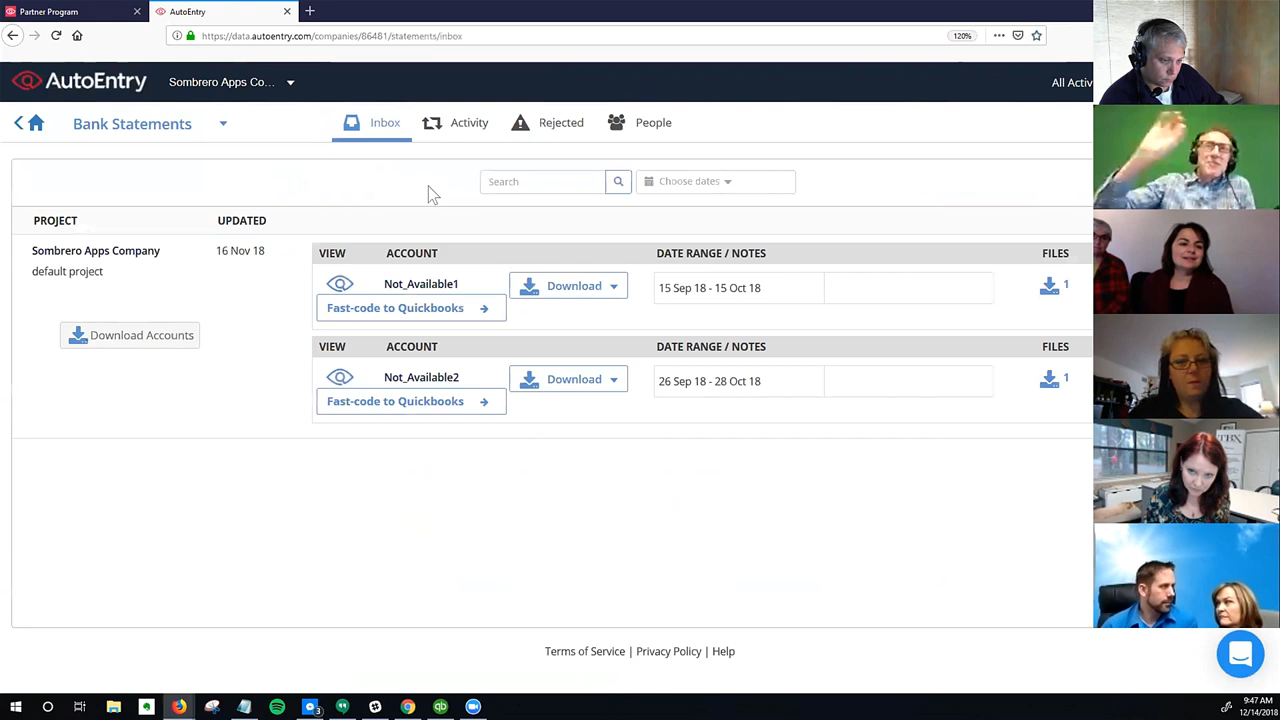 Partner Program
AutoEntry
https://data.autoentry.com/companies/86481/statements/inbox
120%
AutoEntry
Sombrero Apps Co...
All Activ
Bank Statements
Inbox
Activity
Rejected
People
Search
Choose dates
PROJECT
UPDATED
Sombrero Apps Company
16 Nov 18
default project
Download Accounts
VIEW
ACCOUNT
DATE RANGE / NOTES
FILES
Not_Available1
Download
15 Sep 18 - 15 Oct 18
1
Fast-code to Quickbooks
VIEW
ACCOUNT
DATE RANGE / NOTES
FILES
Not_Available2
Download
26 Sep 18 - 28 Oct 18
1
Fast-code to Quickbooks
Terms of Service | Privacy Policy | Help
3
qb
9:47 AM
12/14/2018